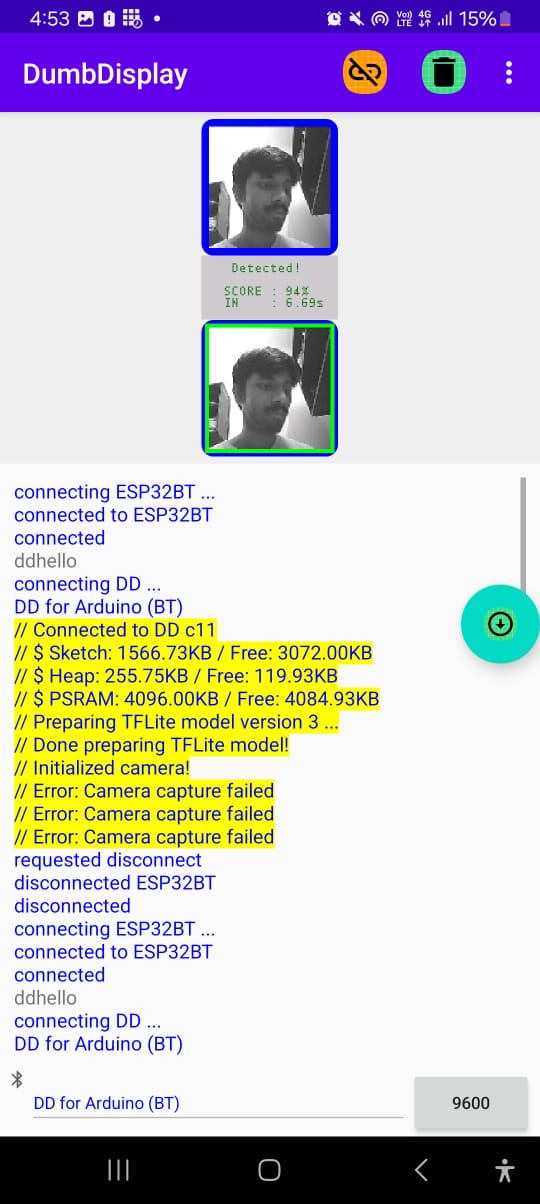 4:53
Vo)) LTE 4G 15%
DumbDisplay
Detected!
SCORE : 94%
IN : 6.69s
connecting ESP32BT ...
connected to ESP32BT
connected
ddhello
connecting DD ...
DD for Arduino (BT)
// Connected to DD c11
// $ Sketch: 1566.73KB / Free: 3072.00KB
// $ Heap: 255.75KB / Free: 119.93KB
// $ PSRAM: 4096.00KB / Free: 4084.93KB
// Preparing TFLite model version 3 ...
// Done preparing TFLite model!
// Initialized camera!
// Error: Camera capture failed
// Error: Camera capture failed
// Error: Camera capture failed
requested disconnect
disconnected ESP32BT
disconnected
connecting ESP32BT ...
connected to ESP32BT
connected
ddhello
connecting DD ...
DD for Arduino (BT)
DD for Arduino (BT)
9600